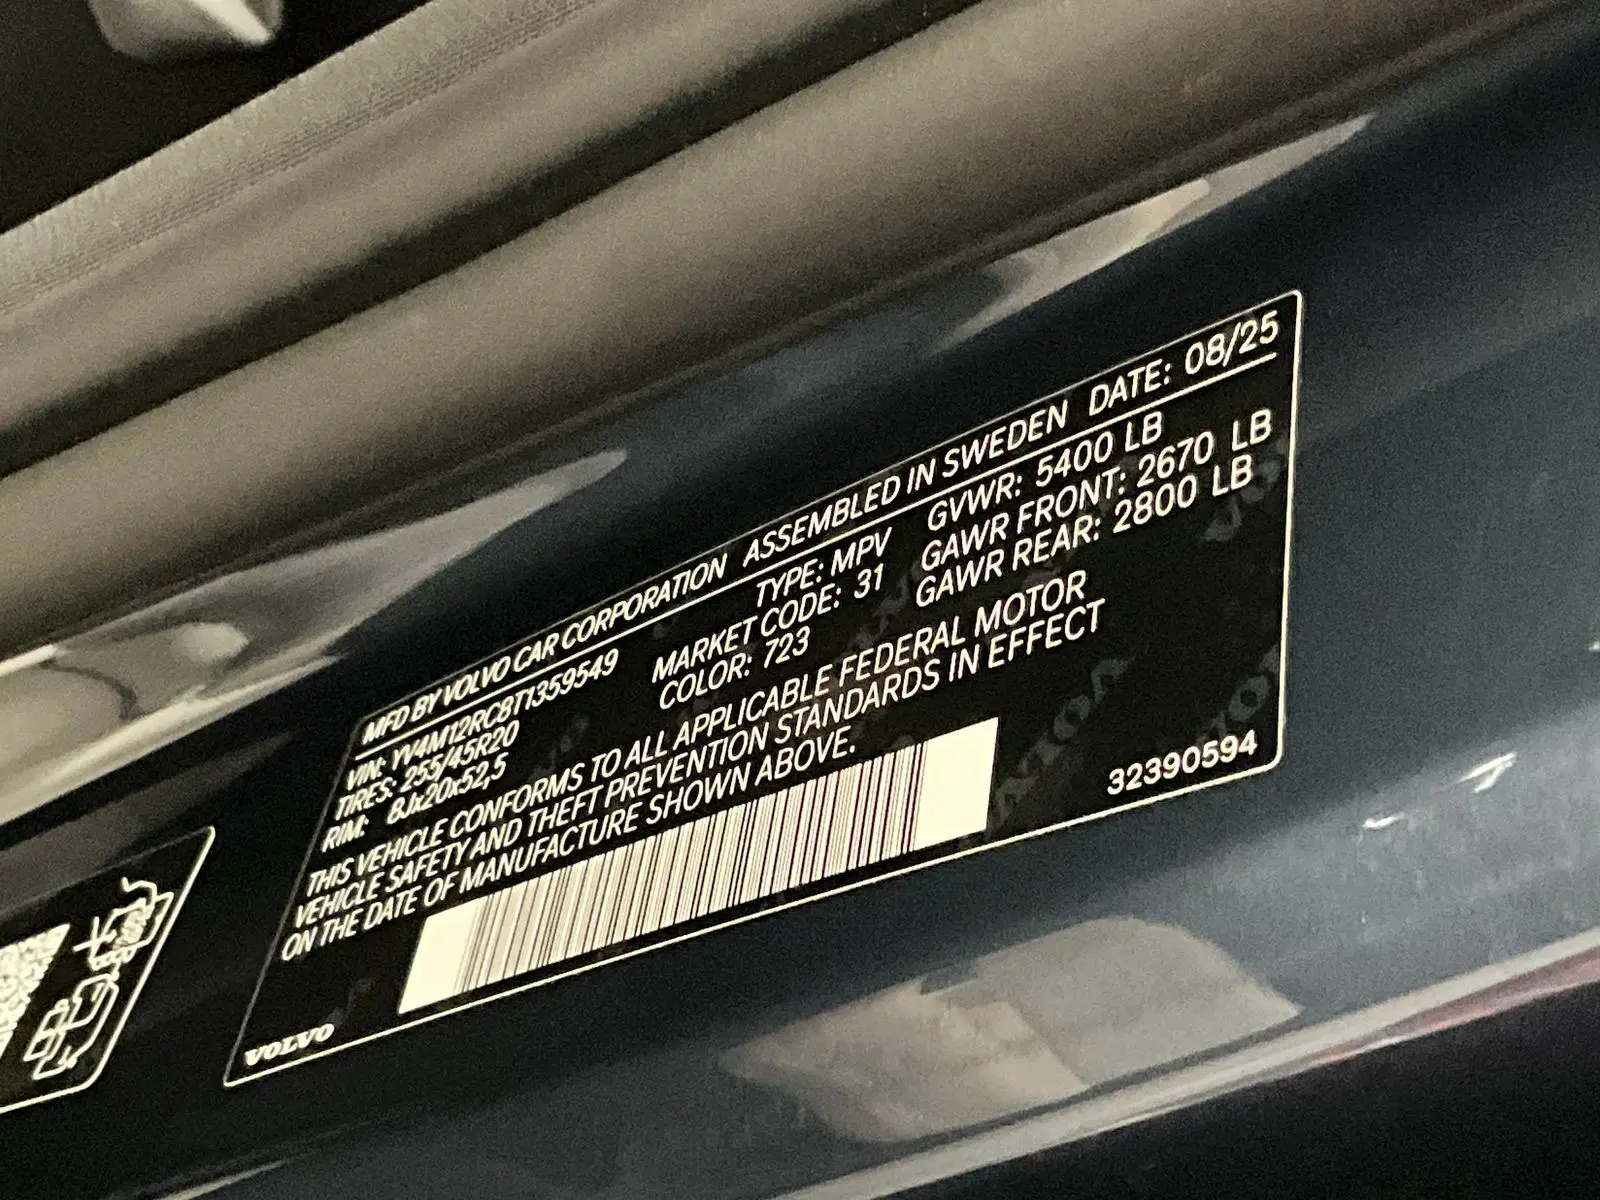 MFD BY VOLVO CAR CORPORATION ASSEMBLED IN SWEDEN DATE: 08/25
VIN: YV4M12RC8T1359549 TYPE: MPV GVWR: 5400 LB
TIRES: 255/45R20 MARKET CODE: 31 GAWR FRONT: 2670 LB
RIM: 8Jx20x52,5 COLOR: 723 GAWR REAR: 2800 LB
THIS VEHICLE CONFORMS TO ALL APPLICABLE FEDERAL MOTOR
VEHICLE SAFETY AND THEFT PREVENTION STANDARDS IN EFFECT
ON THE DATE OF MANUFACTURE SHOWN ABOVE.
32390594
VOLVO